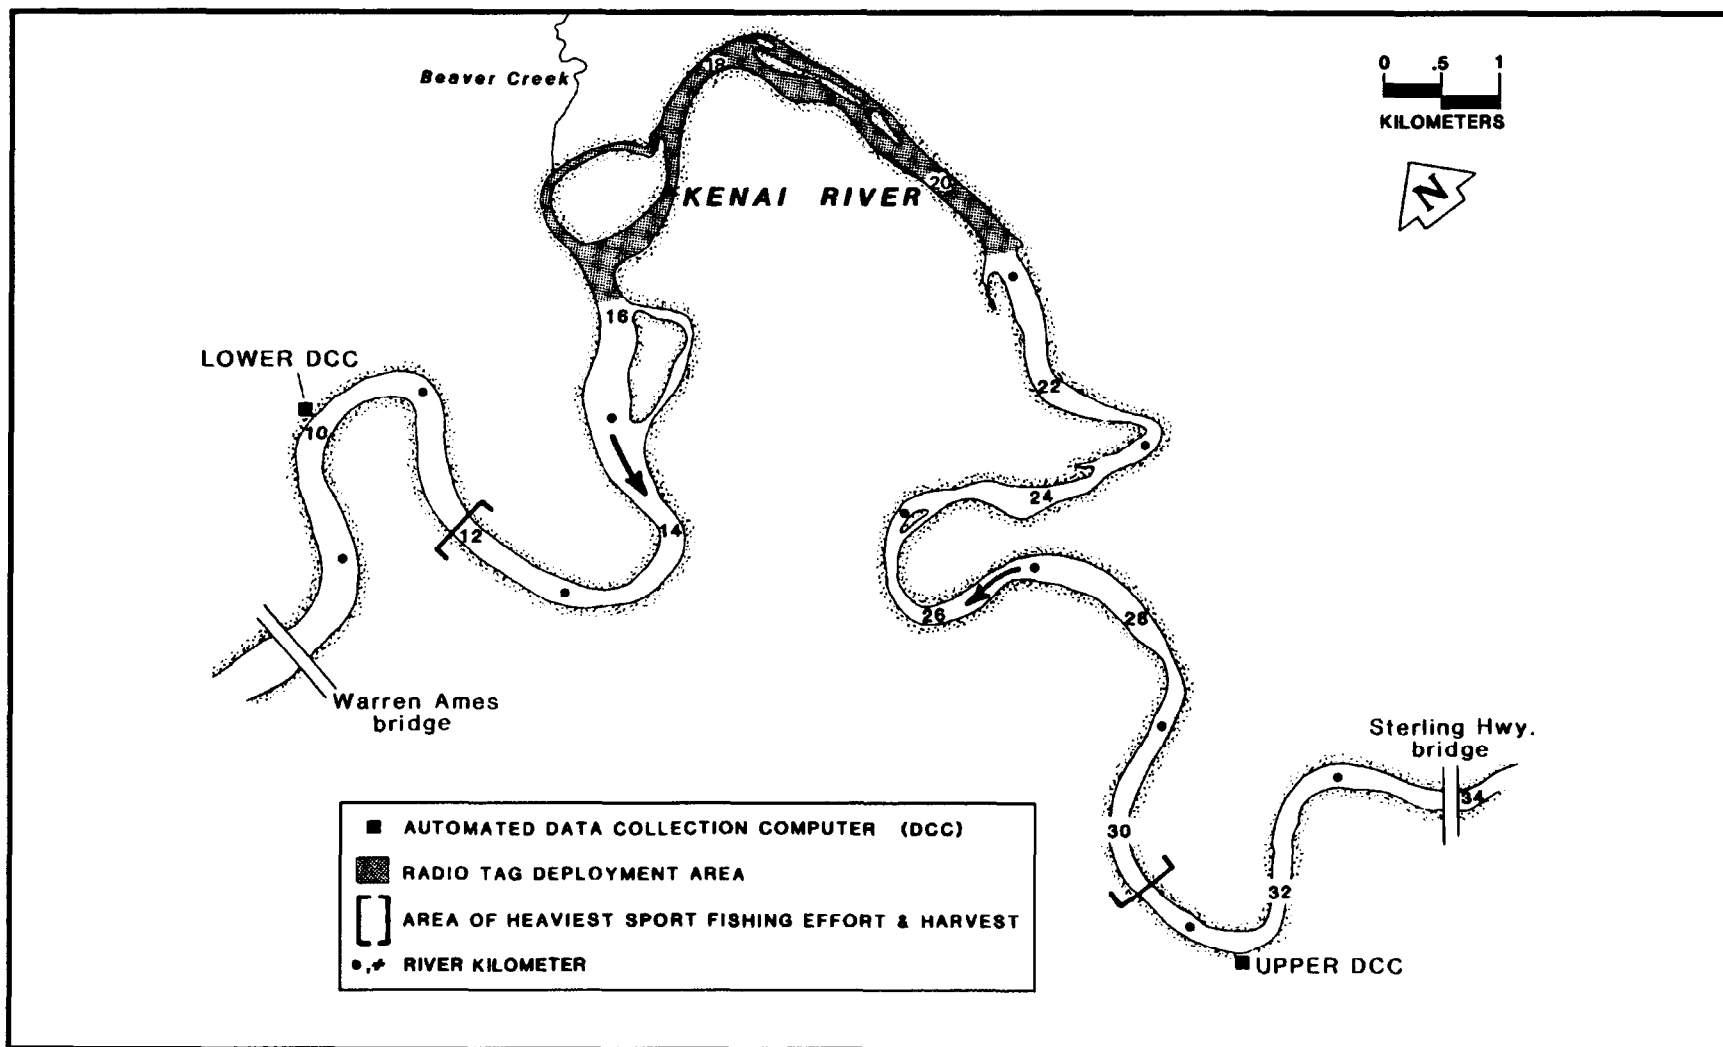 Beaver Creek
0 .5 1
KILOMETERS
N
KENAI RIVER
18
20
16
LOWER DCC
10
22
24
12
14
26
28
Warren Ames
bridge
Sterling Hwy.
bridge
34
30
32
UPPER DCC
AUTOMATED DATA COLLECTION COMPUTER (DCC)
RADIO TAG DEPLOYMENT AREA
AREA OF HEAVIEST SPORT FISHING EFFORT & HARVEST
RIVER KILOMETER